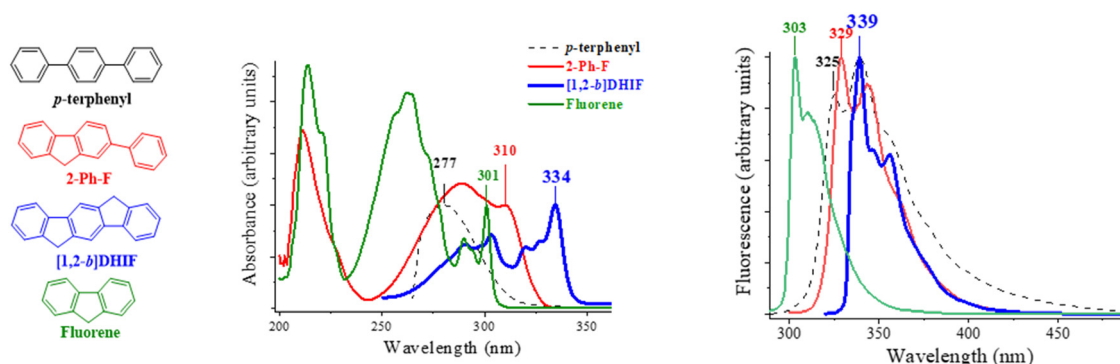 p-terphenyl
2-Ph-F
[1,2-b]DHIF
Fluorene
Absorbance (arbitrary units)
p-terphenyl
2-Ph-F
[1,2-b]DHIF
Fluorene
277
301
310
334
200
250
300
350
Wavelength (nm)
Fluorescence (arbitrary units)
303
325
329
339
300
350
400
450
Wavelength (nm)